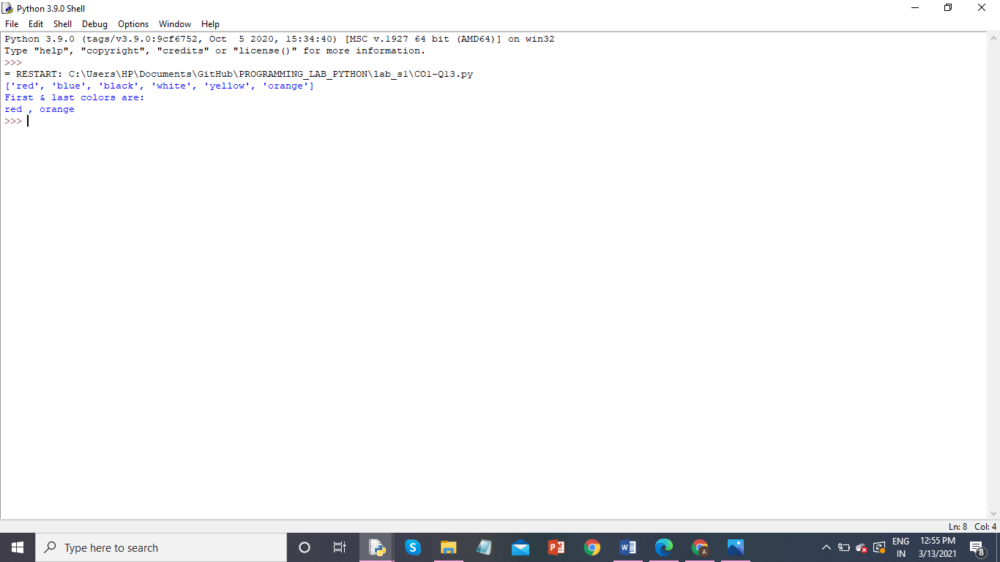 Python 3.9.0 Shell
File Edit Shell Debug Options Window Help
Python 3.9.0 (tags/v3.9.0:9cf6752, Oct  5 2020, 15:34:40) [MSC v.1927 64 bit (AMD64)] on win32
Type "help", "copyright", "credits" or "license()" for more information.
>>>
= RESTART: C:\Users\HP\Documents\GitHub\PROGRAMMING_LAB_PYTHON\lab_s1\CO1-Q13.py
['red', 'blue', 'black', 'white', 'yellow', 'orange']
First & last colors are:
red , orange
>>>
Ln: 8 Col: 4
Type here to search
ENG 12:55 PM
IN 3/13/2021 8